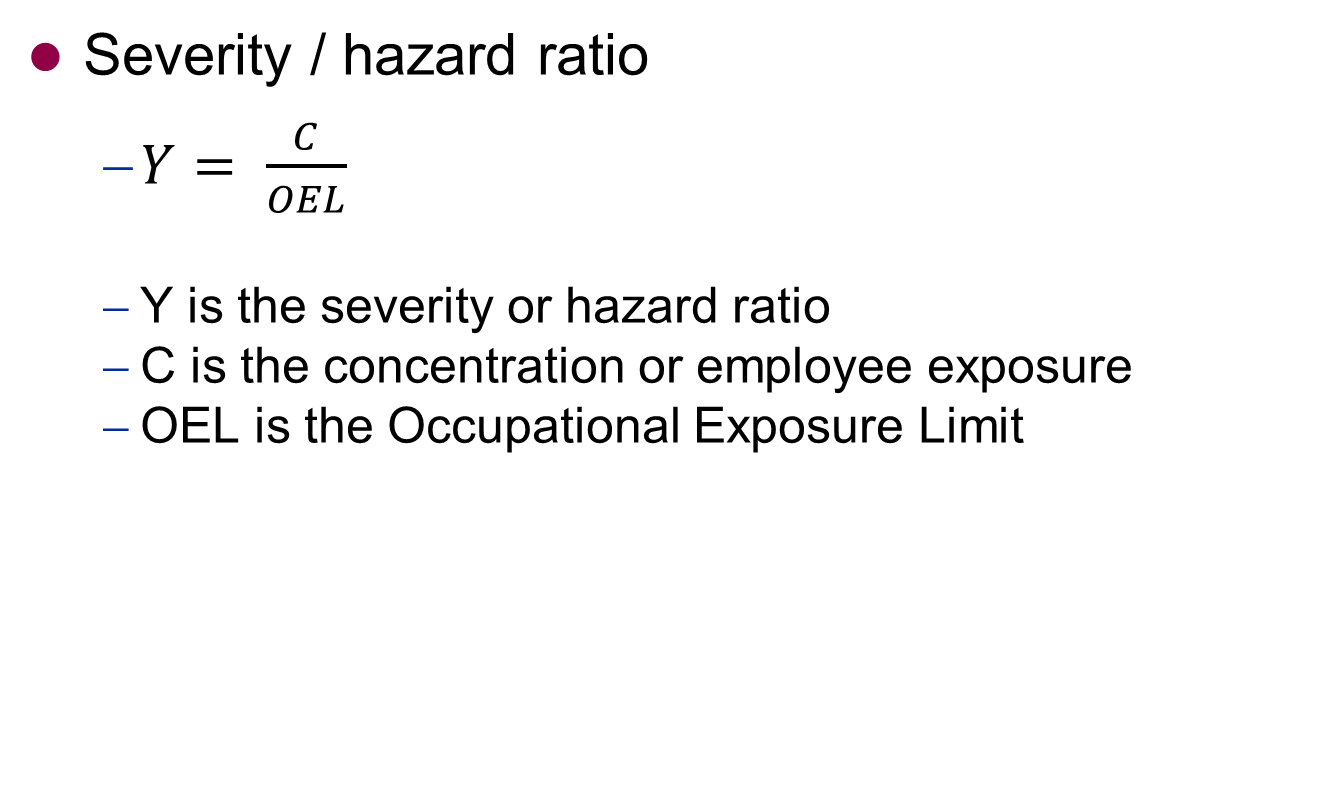 ● Severity / hazard ratio
– Y = C / OEL
– Y is the severity or hazard ratio
– C is the concentration or employee exposure
– OEL is the Occupational Exposure Limit